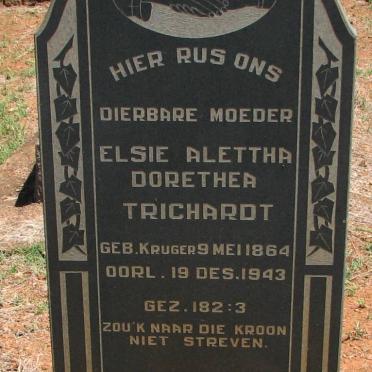 HIER RUS ONS
DIERBARE MOEDER
ELSIE ALETTHA
DORETHEA
TRICHARDT
GEB. KRUGER 9 MEI 1864
OORL. 19 DES. 1943
GEZ. 182:3
ZOU'K NAAR DIE KROON
NIET STREVEN.